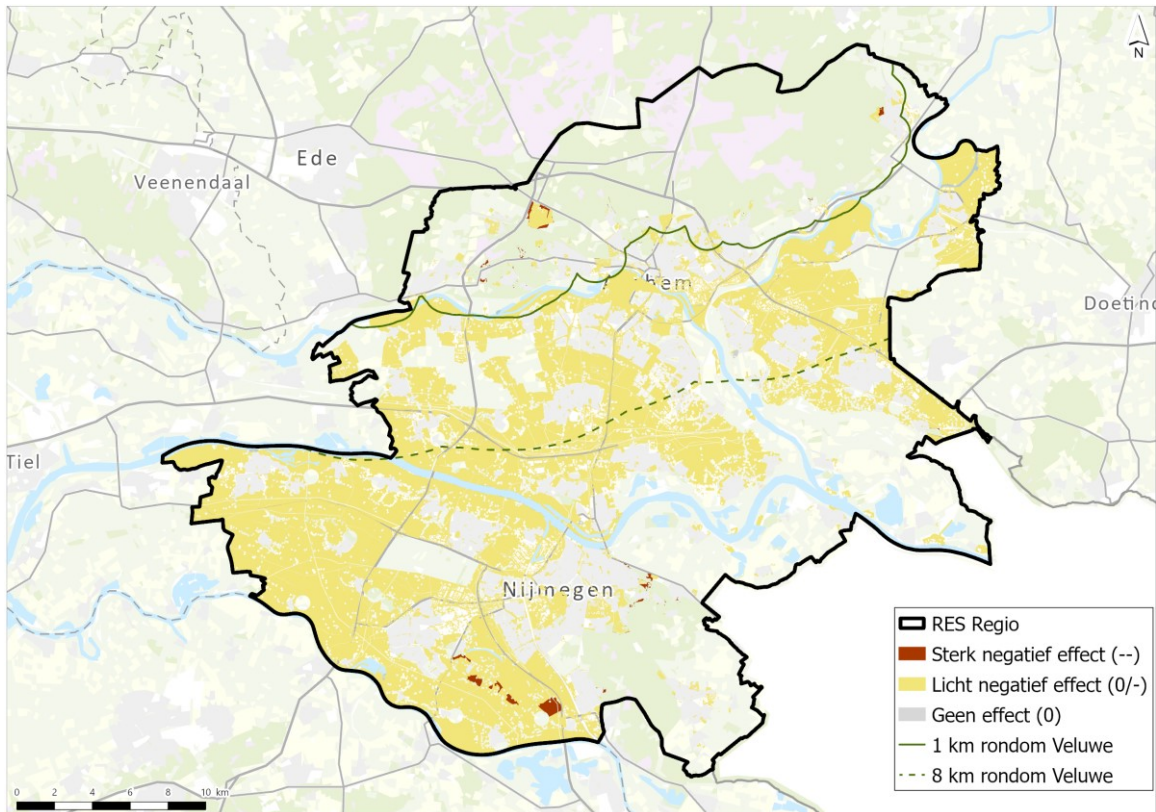 N
Ede
Veenendaal
Doetinc
Tiel
Nijmegen
RES Regio
Sterk negatief effect (--)
Licht negatief effect (0/-)
Geen effect (0)
1 km rondom Veluwe
8 km rondom Veluwe
0 2 4 6 8 10 km